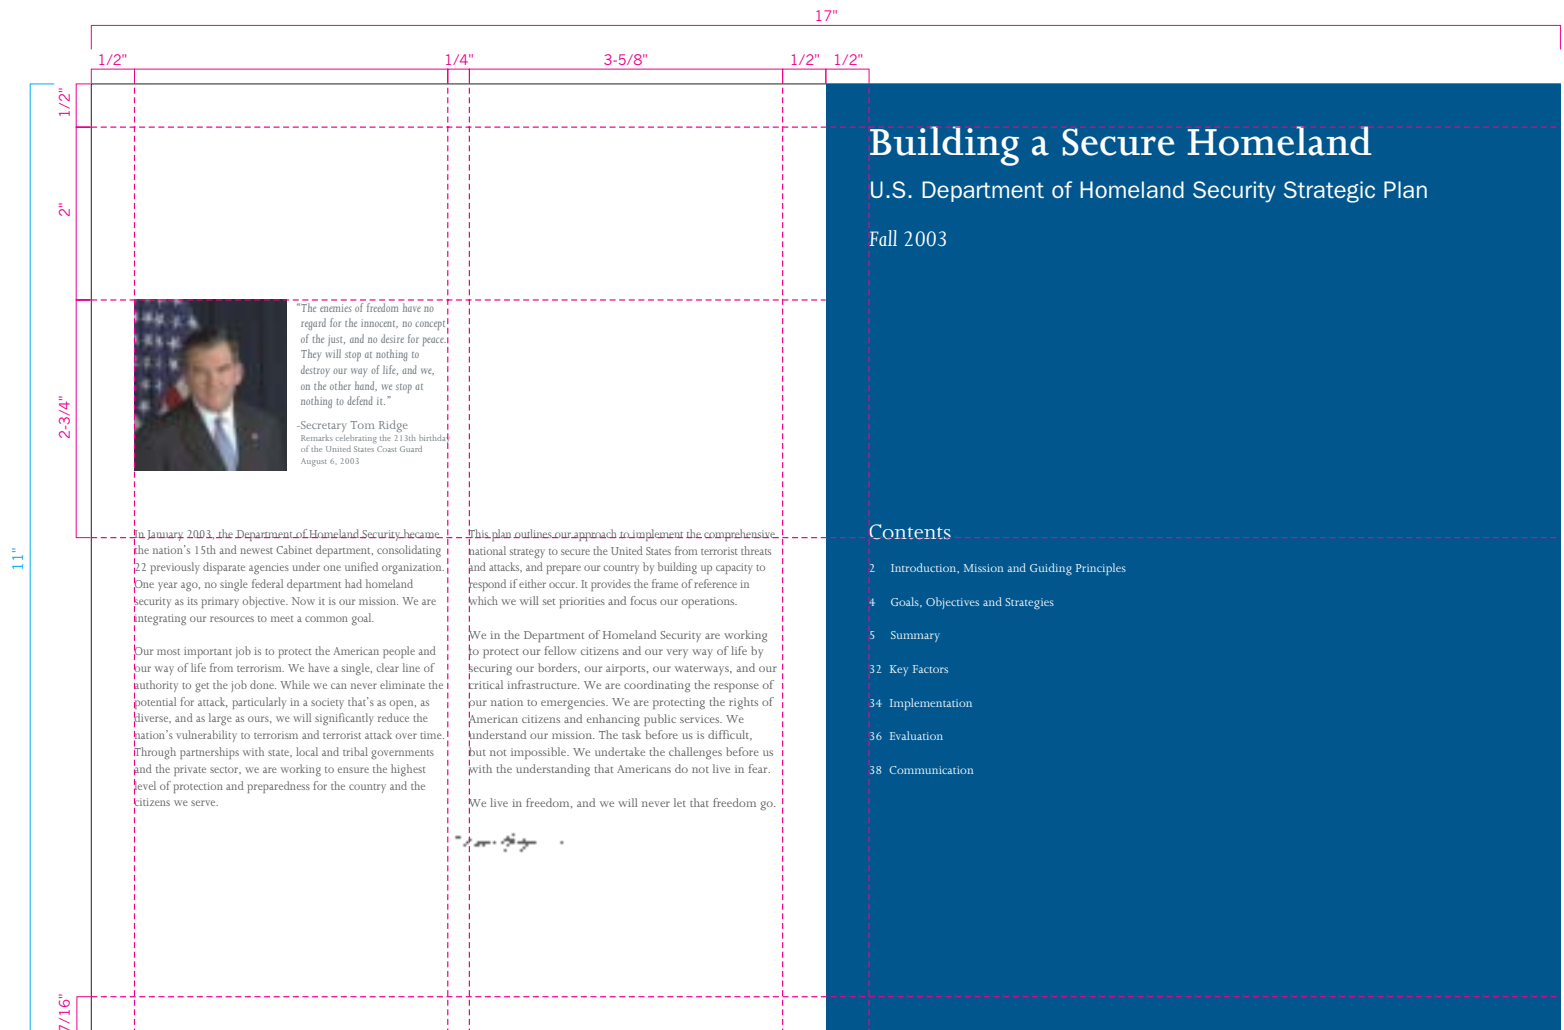 17"
1/2"
1/4"
3-5/8"
1/2"
1/2"
11"
1/2"
2"
2-3/4"
7/16"
“The enemies of freedom have no
regard for the innocent, no concept
of the just, and no desire for peace.
They will stop at nothing to
destroy our way of life, and we,
on the other hand, we stop at
nothing to defend it.”
-Secretary Tom Ridge
Remarks celebrating the 213th birthday
of the United States Coast Guard
August 6, 2003
In January 2003, the Department of Homeland Security became
the nation’s 15th and newest Cabinet department, consolidating
22 previously disparate agencies under one unified organization.
One year ago, no single federal department had homeland
security as its primary objective. Now it is our mission. We are
integrating our resources to meet a common goal.
Our most important job is to protect the American people and
our way of life from terrorism. We have a single, clear line of
authority to get the job done. While we can never eliminate the
potential for attack, particularly in a society that’s as open, as
diverse, and as large as ours, we will significantly reduce the
nation’s vulnerability to terrorism and terrorist attack over time.
Through partnerships with state, local and tribal governments
and the private sector, we are working to ensure the highest
level of protection and preparedness for the country and the
citizens we serve.
This plan outlines our approach to implement the comprehensive
national strategy to secure the United States from terrorist threats
and attacks, and prepare our country by building up capacity to
respond if either occur. It provides the frame of reference in
which we will set priorities and focus our operations.
We in the Department of Homeland Security are working
to protect our fellow citizens and our very way of life by
securing our borders, our airports, our waterways, and our
critical infrastructure. We are coordinating the response of
our nation to emergencies. We are protecting the rights of
American citizens and enhancing public services. We
understand our mission. The task before us is difficult,
but not impossible. We undertake the challenges before us
with the understanding that Americans do not live in fear.
We live in freedom, and we will never let that freedom go.
Building a Secure Homeland
U.S. Department of Homeland Security Strategic Plan
Fall 2003
Contents
2 Introduction, Mission and Guiding Principles
4 Goals, Objectives and Strategies
5 Summary
32 Key Factors
34 Implementation
36 Evaluation
38 Communication